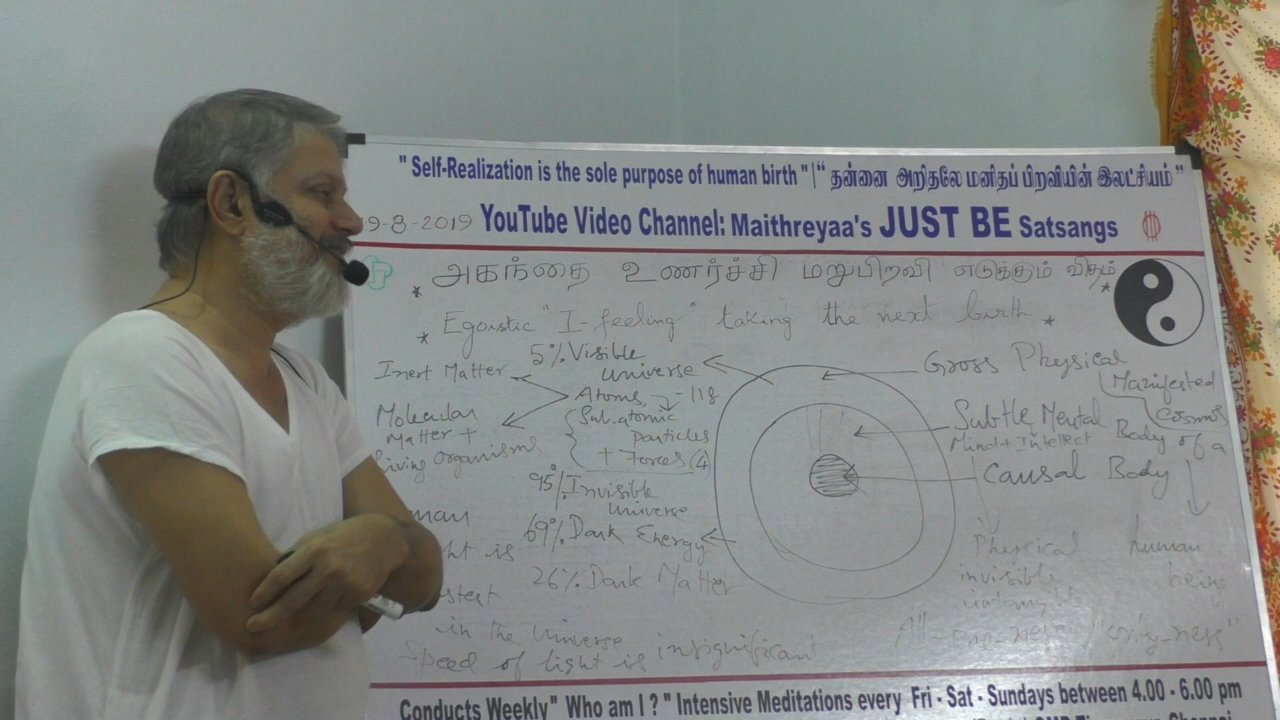 " Self-Realization is the sole purpose of human birth " | " தன்னை அறிதலே மனிதப் பிறவியின் இலட்சியம் "
9-8-2019 YouTube Video Channel: Maithreyaa's JUST BE Satsangs
* அகந்தை உணர்ச்சி மறுபிறவி எடுக்கும் விதம் *
* Egoistic "I-feeling" taking the next birth *
5% Visible Universe
Inert Matter
Atoms - 118
Molecular Matter + Living Organisms
Sub-atomic Particles + Forces (4)
95% Invisible Universe
69% Dark Energy
26% Dark Matter
in the Universe
Speed of light is insignificant
Gross Physical
Manifested Cosmos
Subtle Mental Body of a
Mind + Intellect
Causal Body
Physical human
invisible being
Conducts Weekly " Who am I ? " Intensive Meditations every Fri - Sat - Sundays between 4.00 - 6.00 pm